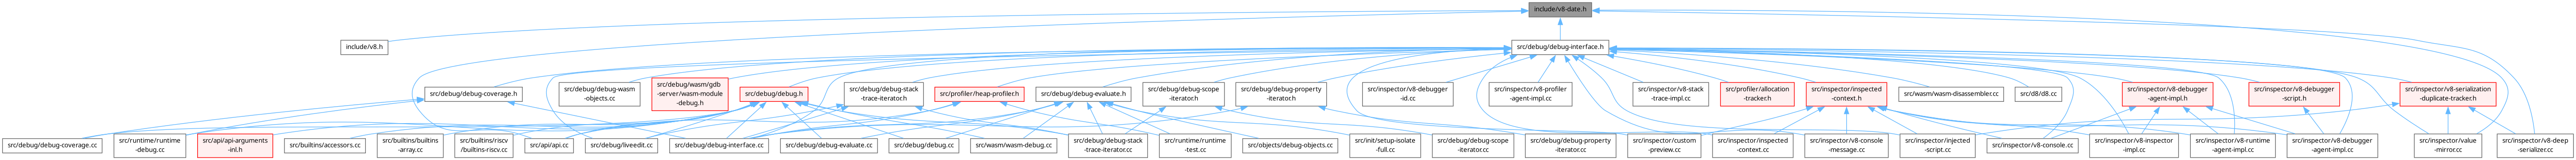 include/v8-date.h
include/v8.h
src/debug/debug-interface.h
src/debug/debug-coverage.h
src/debug/debug-wasm
-objects.cc
src/debug/wasm/gdb
-server/wasm-module
-debug.h
src/debug/debug.h
src/debug/debug-stack
-trace-iterator.h
src/profiler/heap-profiler.h
src/debug/debug-evaluate.h
src/debug/debug-scope
-iterator.h
src/debug/debug-property
-iterator.h
src/inspector/v8-debugger
-id.cc
src/inspector/v8-profiler
-agent-impl.cc
src/inspector/v8-stack
-trace-impl.cc
src/profiler/allocation
-tracker.h
src/inspector/inspected
-context.h
src/wasm/wasm-disassembler.cc
src/d8/d8.cc
src/inspector/v8-debugger
-agent-impl.h
src/inspector/v8-debugger
-script.h
src/inspector/v8-serialization
-duplicate-tracker.h
src/debug/debug-coverage.cc
src/runtime/runtime
-debug.cc
src/api/api-arguments
-inl.h
src/builtins/accessors.cc
src/builtins/builtins
-array.cc
src/builtins/riscv
/builtins-riscv.cc
src/api/api.cc
src/debug/liveedit.cc
src/debug/debug-interface.cc
src/debug/debug-evaluate.cc
src/debug/debug.cc
src/wasm/wasm-debug.cc
src/debug/debug-stack
-trace-iterator.cc
src/runtime/runtime
-test.cc
src/objects/debug-objects.cc
src/init/setup-isolate
-full.cc
src/debug/debug-scope
-iterator.cc
src/debug/debug-property
-iterator.cc
src/inspector/custom
-preview.cc
src/inspector/inspected
-context.cc
src/inspector/v8-console
-message.cc
src/inspector/injected
-script.cc
src/inspector/v8-console.cc
src/inspector/v8-inspector
-impl.cc
src/inspector/v8-runtime
-agent-impl.cc
src/inspector/v8-debugger
-agent-impl.cc
src/inspector/value
-mirror.cc
src/inspector/v8-deep
-serializer.cc